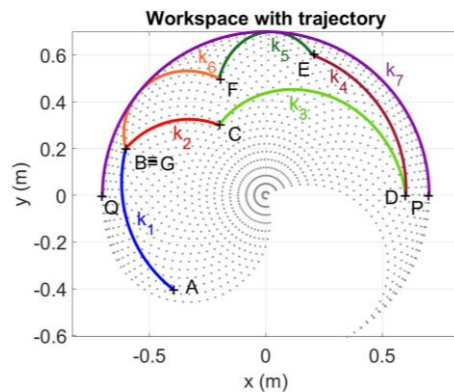 Workspace with trajectory
0.6
0.4
0.2
0
-0.2
-0.4
-0.6
y (m)
-0.5
0
0.5
x (m)
k6
k5
k7
F
E
k4
k2
k3
C
B≡G
Q
D
P
k1
A